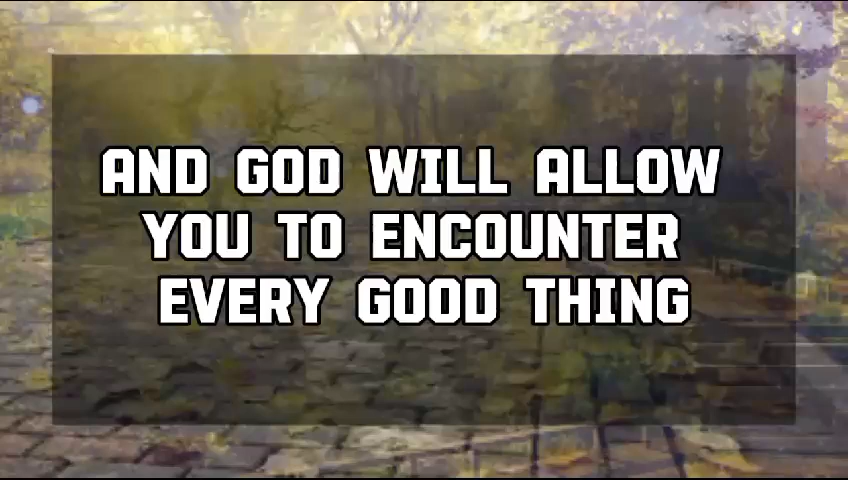 AND GOD WILL ALLOW
YOU TO ENCOUNTER
EVERY GOOD THING